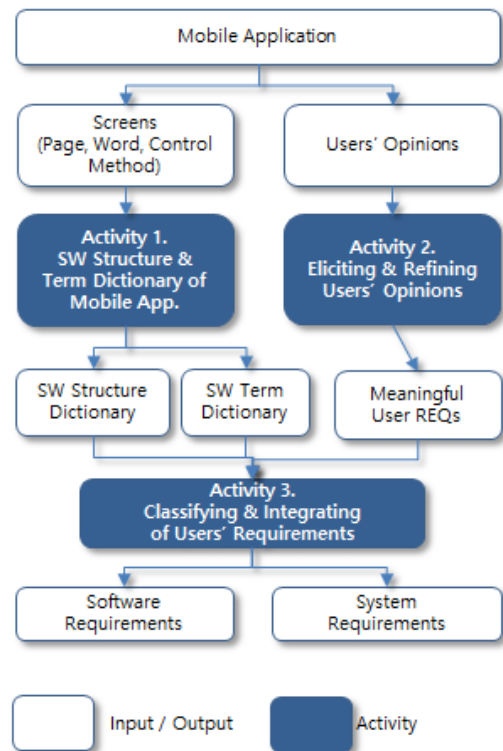 Mobile Application
Screens
(Page, Word, Control
Method)
Users´ Opinions
Activity 1.
SW Structure &
Term Dictionary of
Mobile App.
Activity 2.
Eliciting & Refining
Users´ Opinions
SW Structure
Dictionary
SW Term
Dictionary
Meaningful
User REQs
Activity 3.
Classifying & Integrating
of Users´ Requirements
Software
Requirements
System
Requirements
Input / Output
Activity